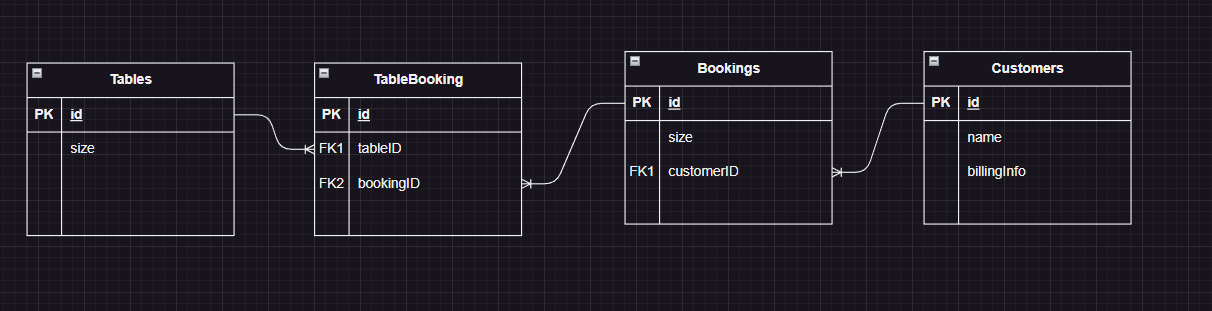 Tables
PK id
size
TableBooking
PK id
FK1 tableID
FK2 bookingID
Bookings
PK id
size
FK1 customerID
Customers
PK id
name
billingInfo